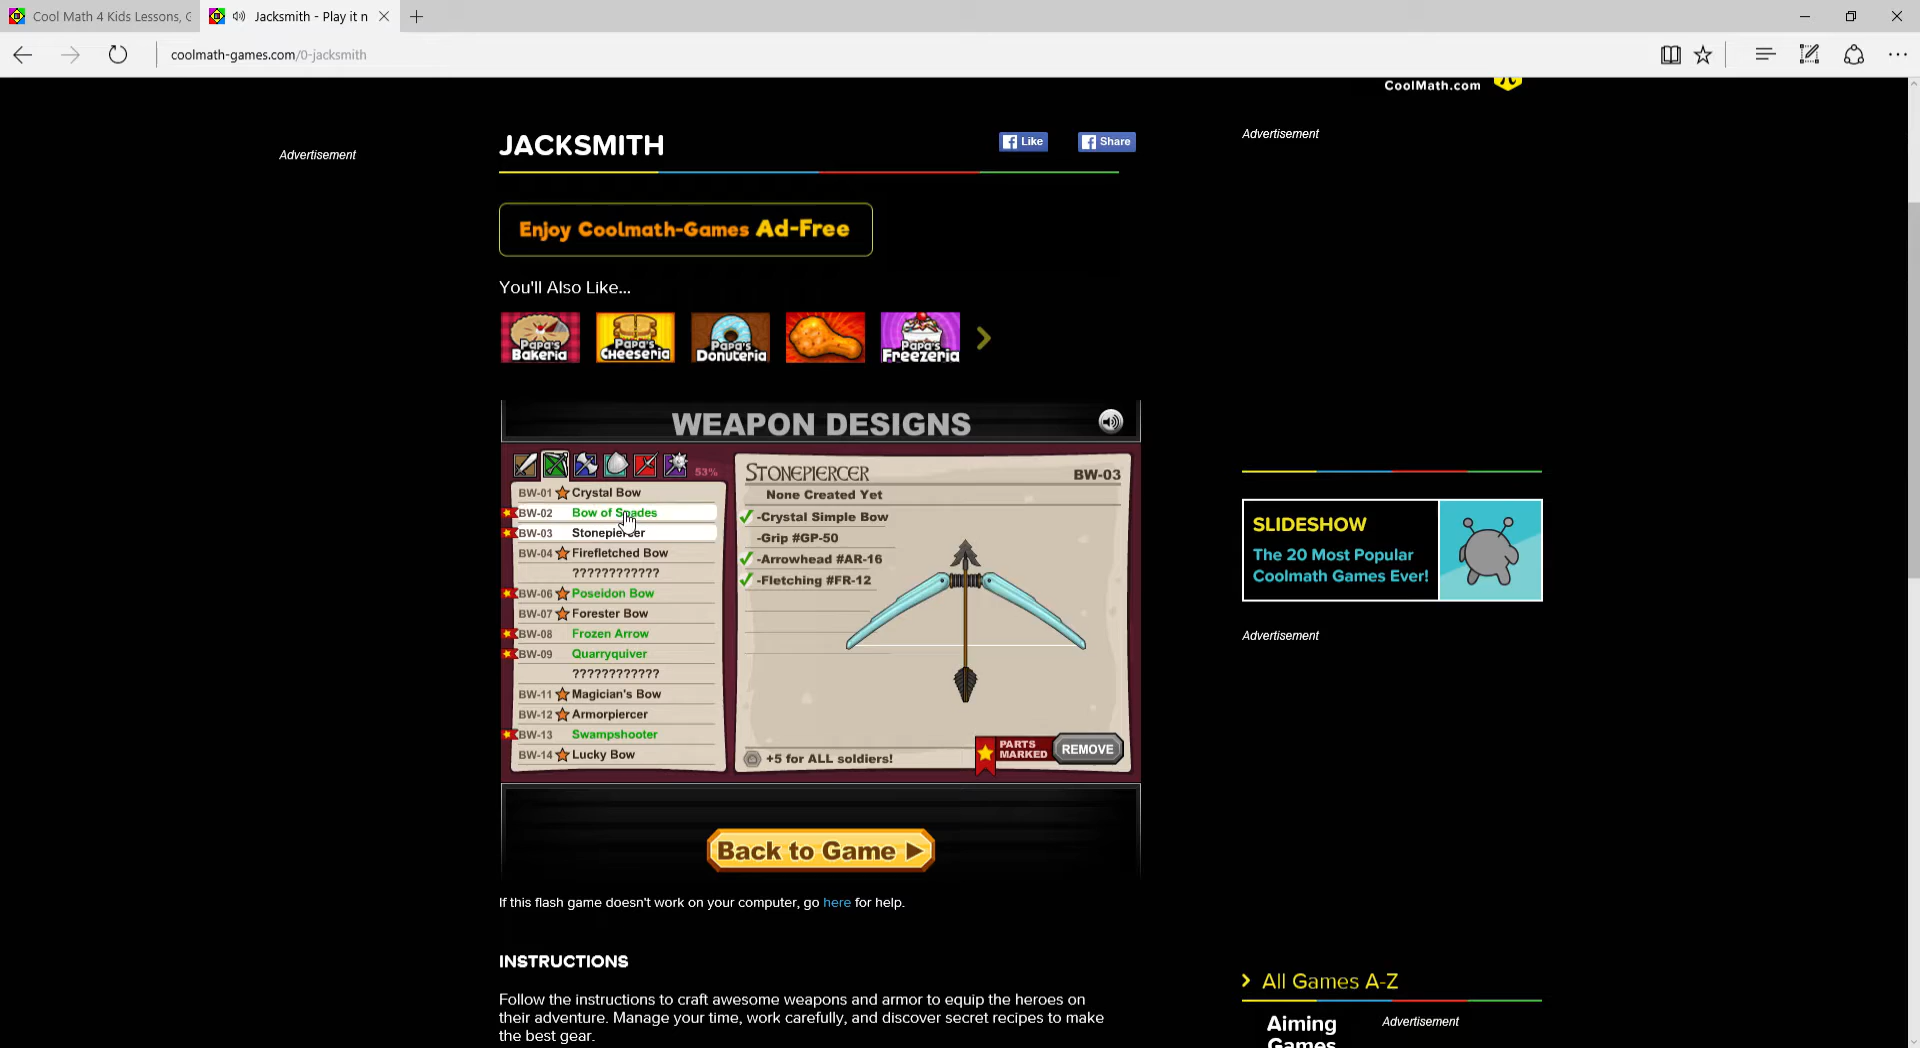 Cool Math 4 Kids Lessons, G
Jacksmith - Play it n
coolmath-games.com/0-jacksmith
CoolMath.com
Advertisement
JACKSMITH
Like
Share
Advertisement
Enjoy Coolmath-Games Ad-Free
You'll Also Like...
Papa's Bakeria
Papa's Cheeseria
Papa's Donuteria
Papa's Freezeria
WEAPON DESIGNS
53%
BW-01 Crystal Bow
BW-02 Bow of Spades
BW-03 Stonepiercer
BW-04 Firefletched Bow
????????????
BW-06 Poseidon Bow
BW-07 Forester Bow
BW-08 Frozen Arrow
BW-09 Quarryquiver
????????????
BW-11 Magician's Bow
BW-12 Armorpiercer
BW-13 Swampshooter
BW-14 Lucky Bow
STONEPIERCER BW-03
None Created Yet
-Crystal Simple Bow
-Grip #GP-50
-Arrowhead #AR-16
-Fletching #FR-12
+5 for ALL soldiers!
PARTS MARKED
REMOVE
Back to Game
If this flash game doesn't work on your computer, go here for help.
INSTRUCTIONS
Follow the instructions to craft awesome weapons and armor to equip the heroes on
their adventure. Manage your time, work carefully, and discover secret recipes to make
the best gear.
SLIDESHOW
The 20 Most Popular
Coolmath Games Ever!
Advertisement
All Games A-Z
Aiming
Games
Advertisement